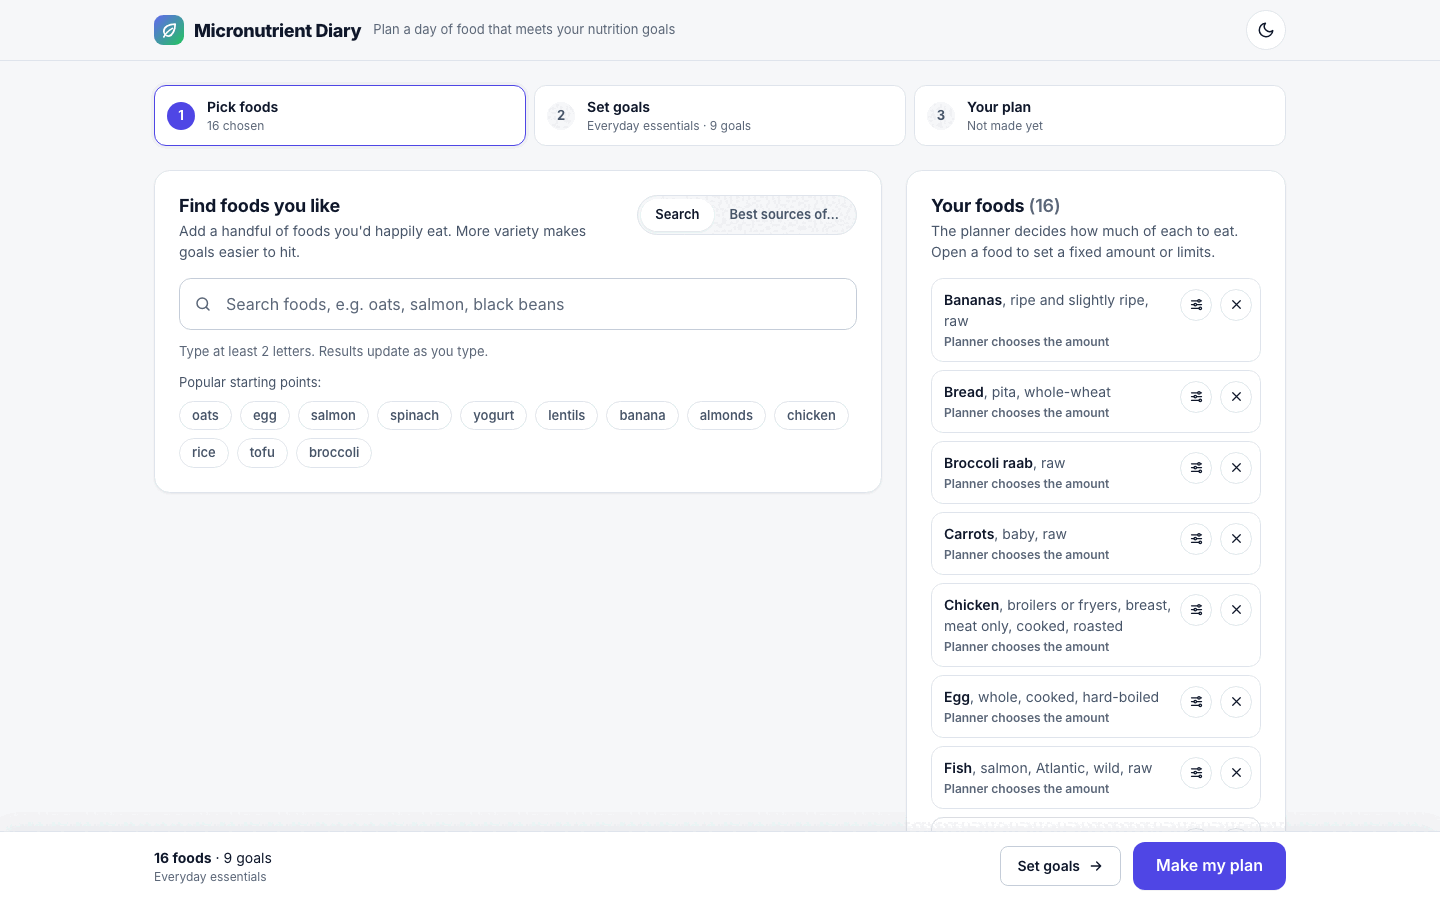 Micronutrient Diary
Plan a day of food that meets your nutrition goals
1
Pick foods
16 chosen
2
Set goals
Everyday essentials · 9 goals
3
Your plan
Not made yet
Find foods you like
Add a handful of foods you'd happily eat. More variety makes
goals easier to hit.
Search
Best sources of...
Search foods, e.g. oats, salmon, black beans
Type at least 2 letters. Results update as you type.
Popular starting points:
oats
egg
salmon
spinach
yogurt
lentils
banana
almonds
chicken
rice
tofu
broccoli
Your foods (16)
The planner decides how much of each to eat.
Open a food to set a fixed amount or limits.
Bananas, ripe and slightly ripe,
raw
Planner chooses the amount
Bread, pita, whole-wheat
Planner chooses the amount
Broccoli raab, raw
Planner chooses the amount
Carrots, baby, raw
Planner chooses the amount
Chicken, broilers or fryers, breast,
meat only, cooked, roasted
Planner chooses the amount
Egg, whole, cooked, hard-boiled
Planner chooses the amount
Fish, salmon, Atlantic, wild, raw
Planner chooses the amount
16 foods · 9 goals
Everyday essentials
Set goals →
Make my plan